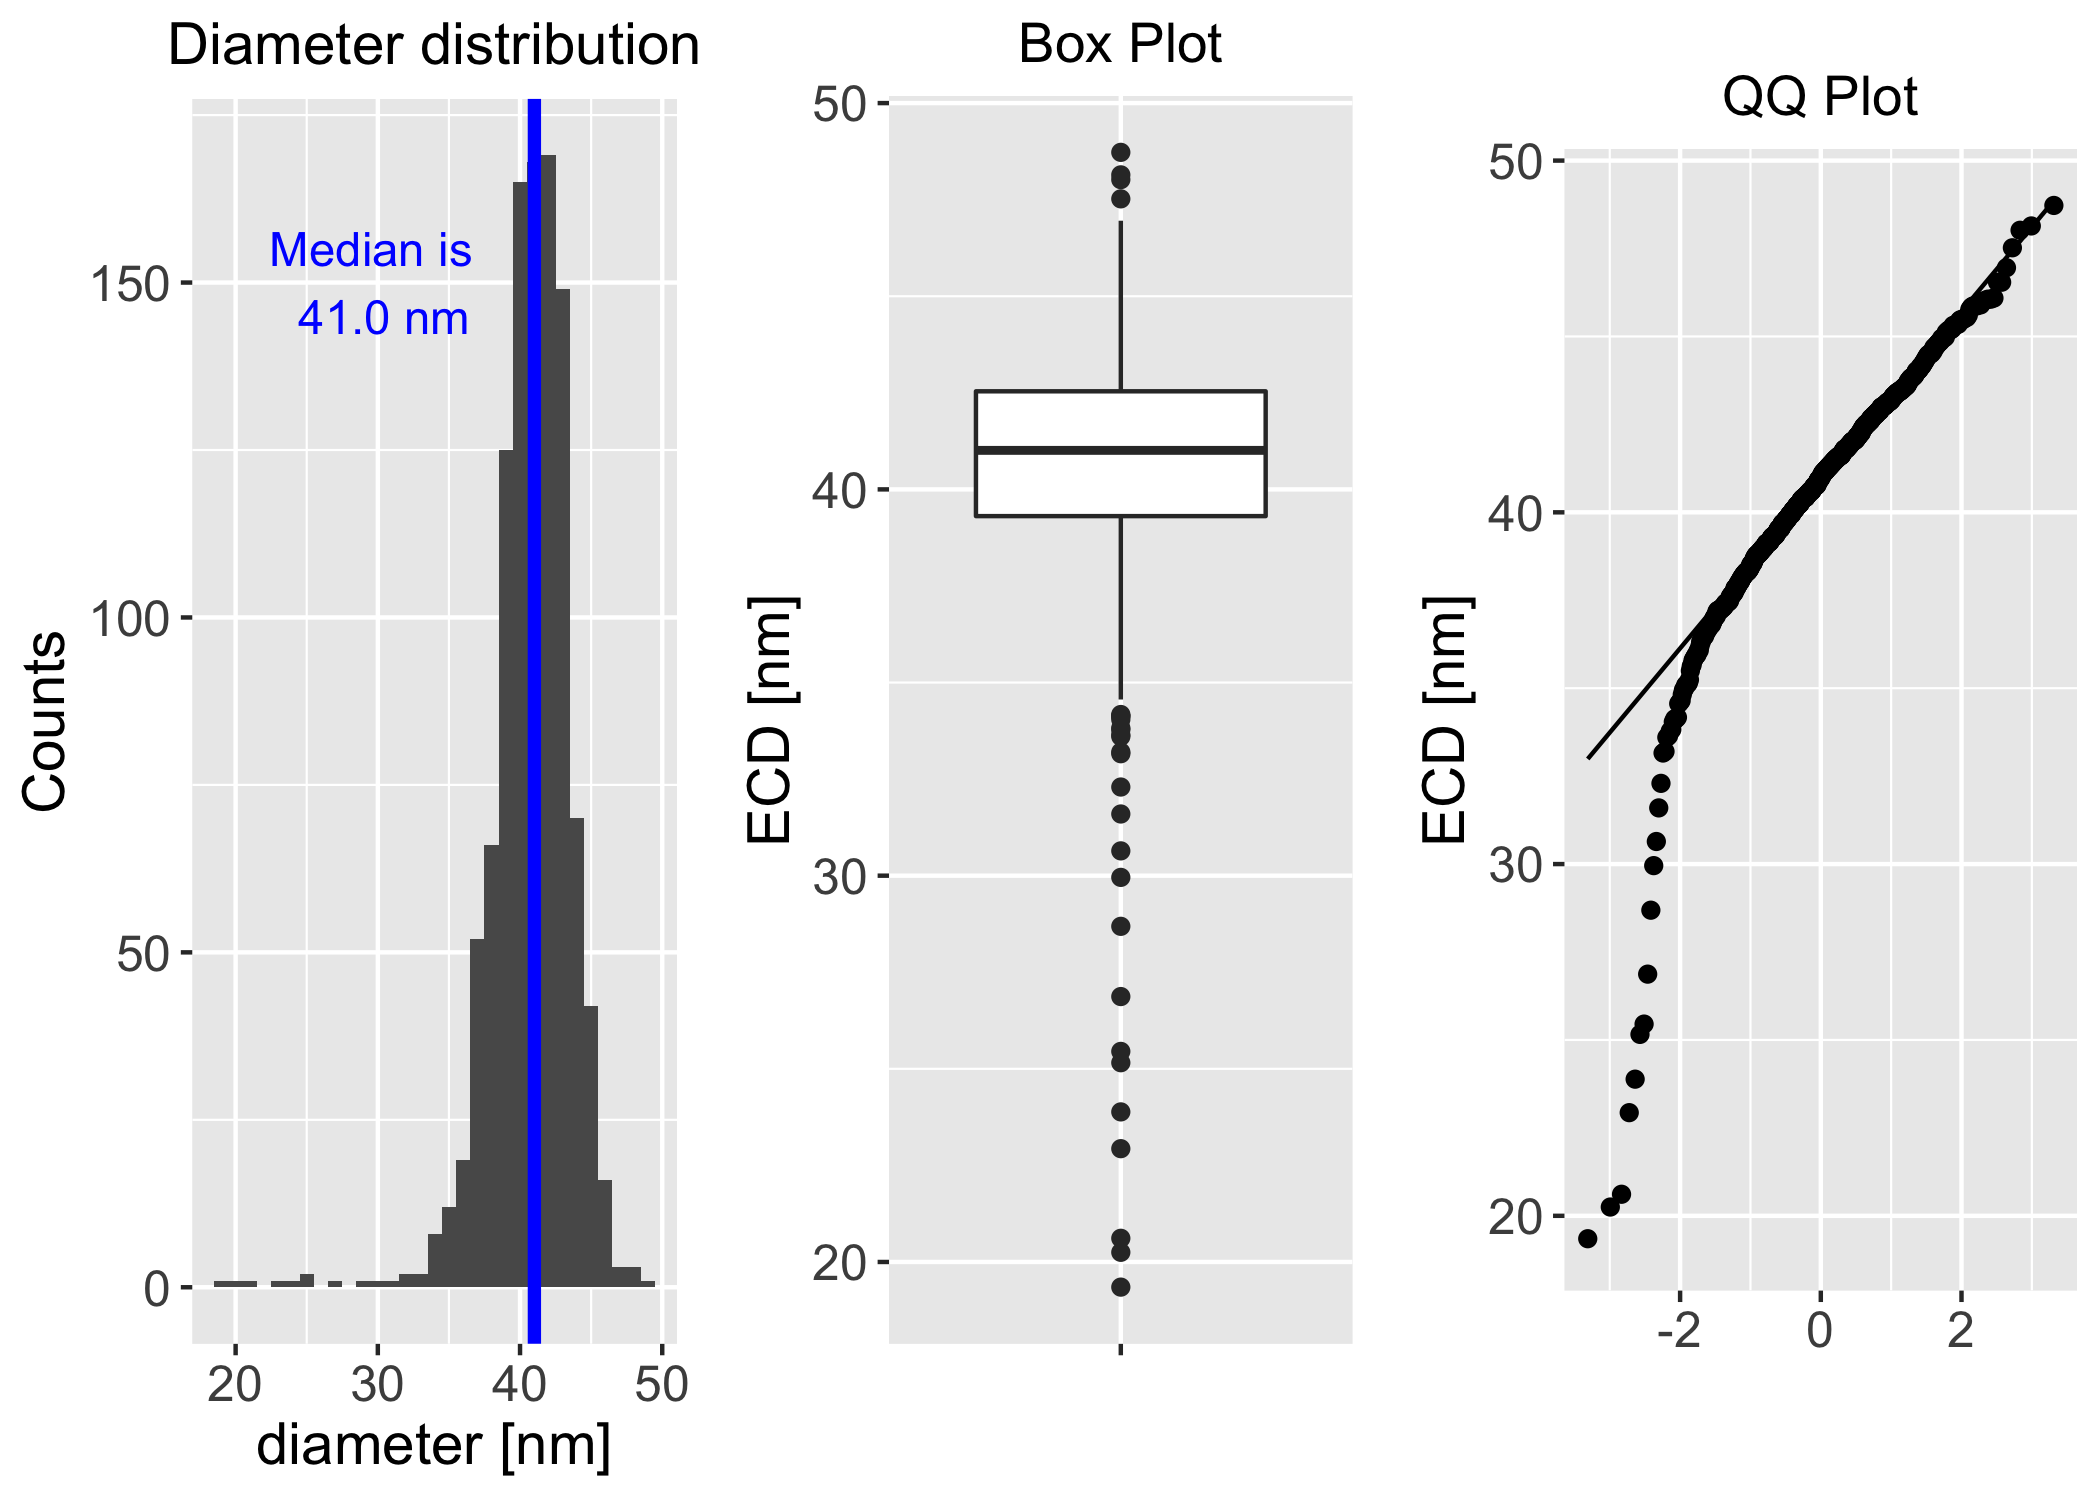 Diameter distribution
Median is
41.0 nm
150
100
50
0
Counts
20 30 40 50
diameter [nm]
Box Plot
50
40
30
20
ECD [nm]
QQ Plot
50
40
30
20
ECD [nm]
-2 0 2